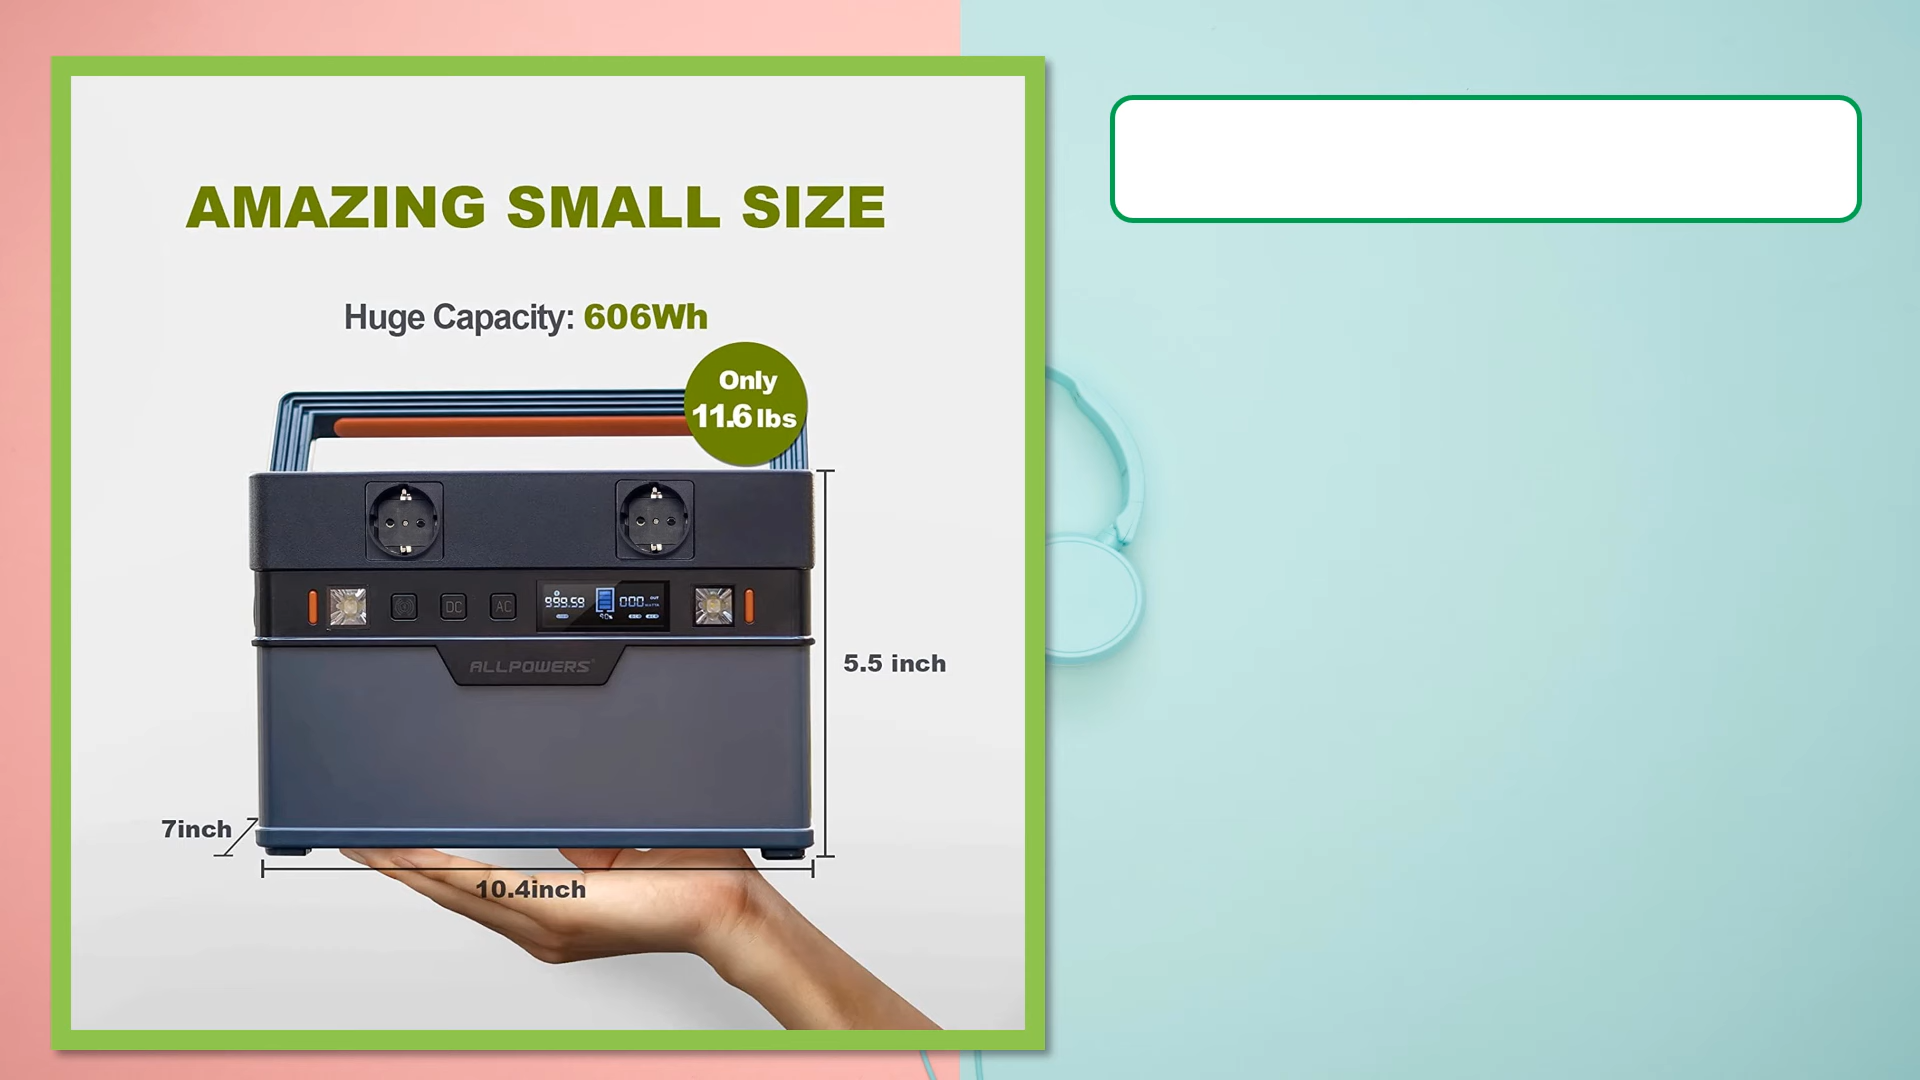 AMAZING SMALL SIZE
Huge Capacity: 606Wh
Only
11.6 lbs
DC
AC
999.59
000
ALLPOWERS
5.5 inch
7inch
10.4inch